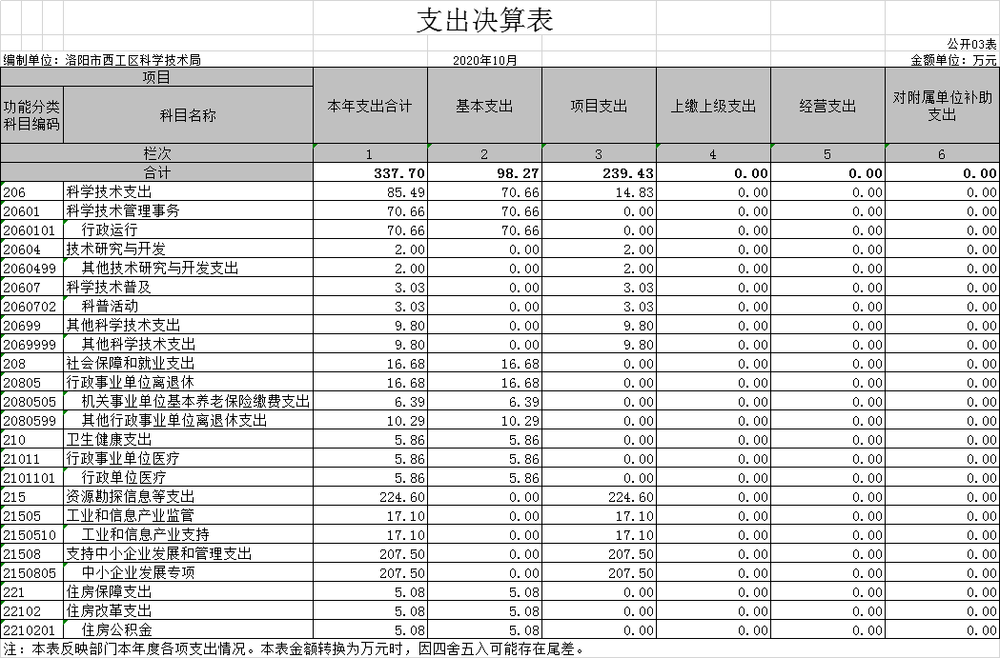 支出决算表
公开03表
编制单位：洛阳市西工区科学技术局 2020年10月 金额单位：万元
项目 本年支出合计 基本支出 项目支出 上缴上级支出 经营支出 对附属单位补助支出
功能分类科目编码 科目名称
栏次 1 2 3 4 5 6
合计 337.70 98.27 239.43 0.00 0.00 0.00
206 科学技术支出 85.49 70.66 14.83 0.00 0.00 0.00
20601 科学技术管理事务 70.66 70.66 0.00 0.00 0.00 0.00
2060101 行政运行 70.66 70.66 0.00 0.00 0.00 0.00
20604 技术研究与开发 2.00 0.00 2.00 0.00 0.00 0.00
2060499 其他技术研究与开发支出 2.00 0.00 2.00 0.00 0.00 0.00
20607 科学技术普及 3.03 0.00 3.03 0.00 0.00 0.00
2060702 科普活动 3.03 0.00 3.03 0.00 0.00 0.00
20699 其他科学技术支出 9.80 0.00 9.80 0.00 0.00 0.00
2069999 其他科学技术支出 9.80 0.00 9.80 0.00 0.00 0.00
208 社会保障和就业支出 16.68 16.68 0.00 0.00 0.00 0.00
20805 行政事业单位离退休 16.68 16.68 0.00 0.00 0.00 0.00
2080505 机关事业单位基本养老保险缴费支出 6.39 6.39 0.00 0.00 0.00 0.00
2080599 其他行政事业单位离退休支出 10.29 10.29 0.00 0.00 0.00 0.00
210 卫生健康支出 5.86 5.86 0.00 0.00 0.00 0.00
21011 行政事业单位医疗 5.86 5.86 0.00 0.00 0.00 0.00
2101101 行政单位医疗 5.86 5.86 0.00 0.00 0.00 0.00
215 资源勘探信息等支出 224.60 0.00 224.60 0.00 0.00 0.00
21505 工业和信息产业监管 17.10 0.00 17.10 0.00 0.00 0.00
2150510 工业和信息产业支持 17.10 0.00 17.10 0.00 0.00 0.00
21508 支持中小企业发展和管理支出 207.50 0.00 207.50 0.00 0.00 0.00
2150805 中小企业发展专项 207.50 0.00 207.50 0.00 0.00 0.00
221 住房保障支出 5.08 5.08 0.00 0.00 0.00 0.00
22102 住房改革支出 5.08 5.08 0.00 0.00 0.00 0.00
2210201 住房公积金 5.08 5.08 0.00 0.00 0.00 0.00
注：本表反映部门本年度各项支出情况。本表金额转换为万元时，因四舍五入可能存在尾差。